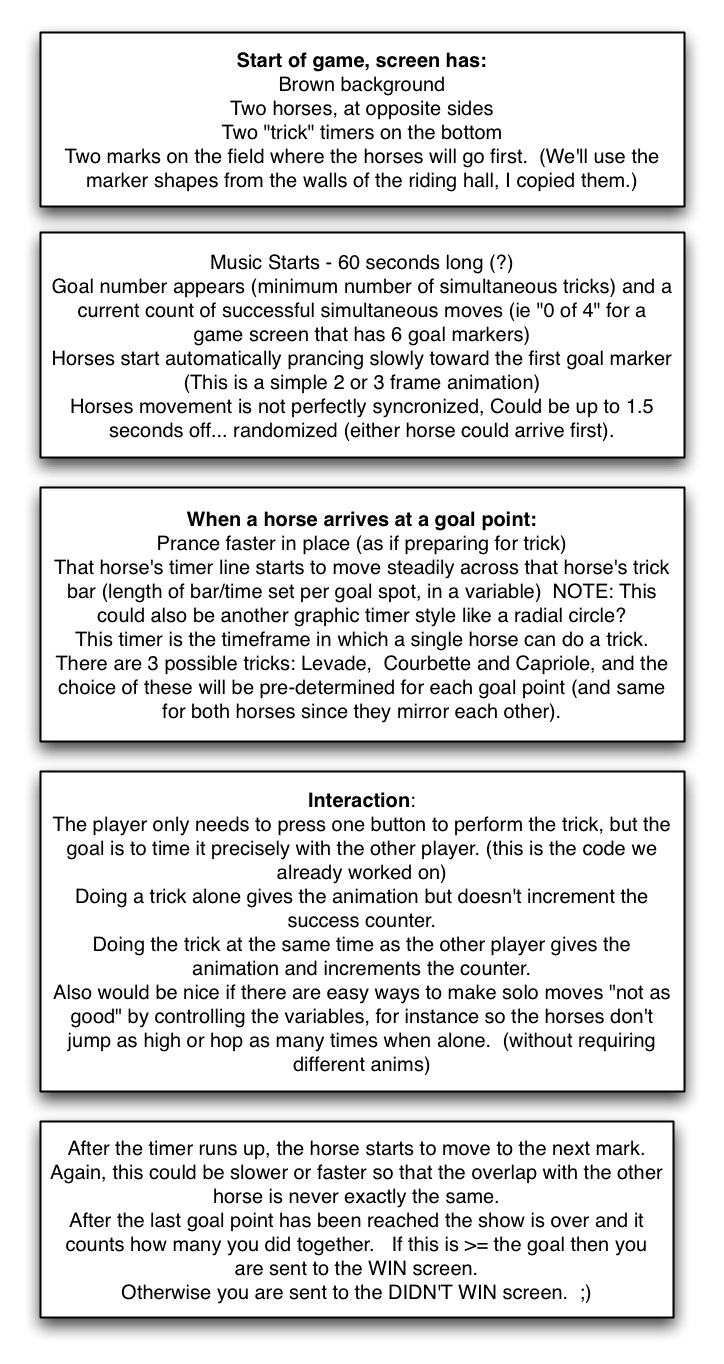 Start of game, screen has:
Brown background
Two horses, at opposite sides
Two "trick" timers on the bottom
Two marks on the field where the horses will go first.  (We'll use the
marker shapes from the walls of the riding hall, I copied them.)
Music Starts - 60 seconds long (?)
Goal number appears (minimum number of simultaneous tricks) and a
current count of successful simultaneous moves (ie "0 of 4" for a
game screen that has 6 goal markers)
Horses start automatically prancing slowly toward the first goal marker
(This is a simple 2 or 3 frame animation)
Horses movement is not perfectly syncronized, Could be up to 1.5
seconds off... randomized (either horse could arrive first).
When a horse arrives at a goal point:
Prance faster in place (as if preparing for trick)
That horse's timer line starts to move steadily across that horse's trick
bar (length of bar/time set per goal spot, in a variable)  NOTE: This
could also be another graphic timer style like a radial circle?
This timer is the timeframe in which a single horse can do a trick.
There are 3 possible tricks: Levade,  Courbette and Capriole, and the
choice of these will be pre-determined for each goal point (and same
for both horses since they mirror each other).
Interaction:
The player only needs to press one button to perform the trick, but the
goal is to time it precisely with the other player. (this is the code we
already worked on)
Doing a trick alone gives the animation but doesn't increment the
success counter.
Doing the trick at the same time as the other player gives the
animation and increments the counter.
Also would be nice if there are easy ways to make solo moves "not as
good" by controlling the variables, for instance so the horses don't
jump as high or hop as many times when alone.  (without requiring
different anims)
After the timer runs up, the horse starts to move to the next mark.
Again, this could be slower or faster so that the overlap with the other
horse is never exactly the same.
After the last goal point has been reached the show is over and it
counts how many you did together.   If this is >= the goal then you
are sent to the WIN screen.
Otherwise you are sent to the DIDN'T WIN screen.  ;)